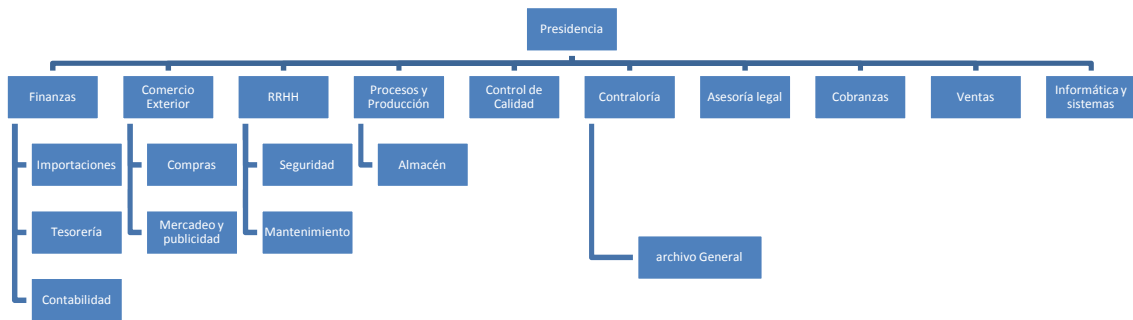 Presidencia
Finanzas
Comercio
Exterior
RRHH
Procesos y
Producción
Control de
Calidad
Contraloría
Asesoría legal
Cobranzas
Ventas
Informática y
sistemas
Importaciones
Compras
Seguridad
Almacén
Tesorería
Mercadeo y
publicidad
Mantenimiento
archivo General
Contabilidad